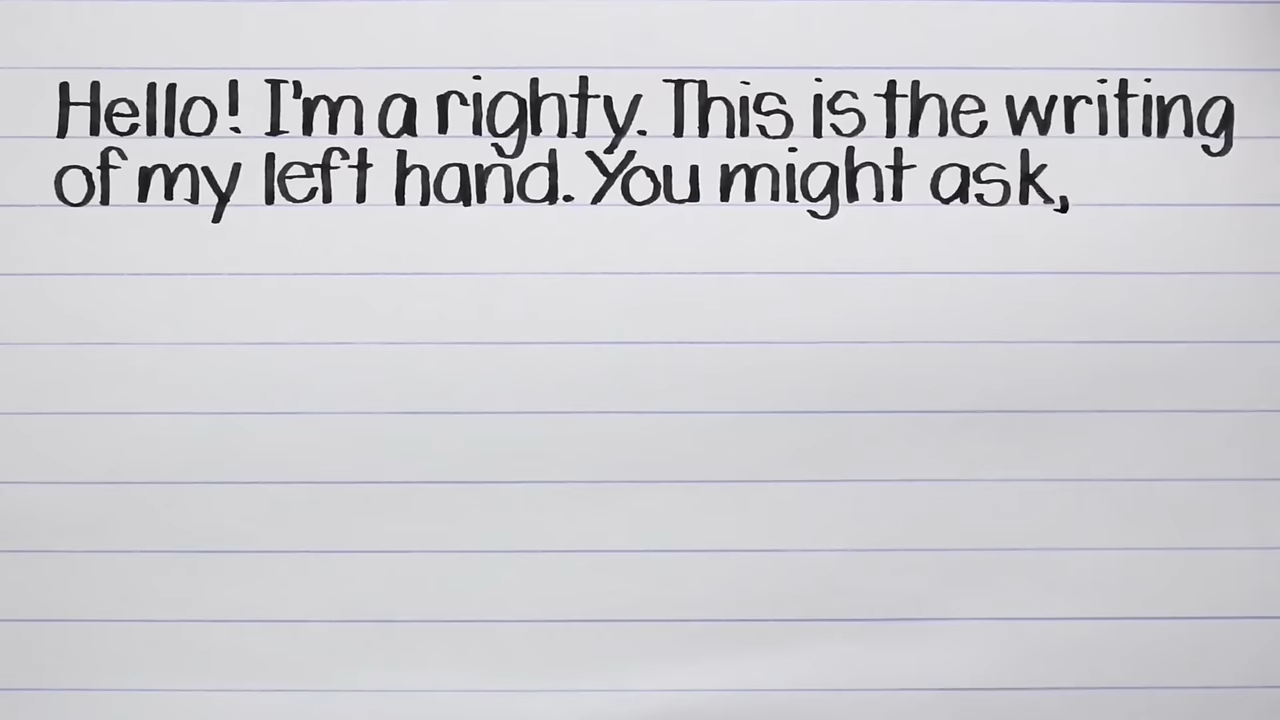 Hello! I'm a righty. This is the writing
of my left hand. You might ask,